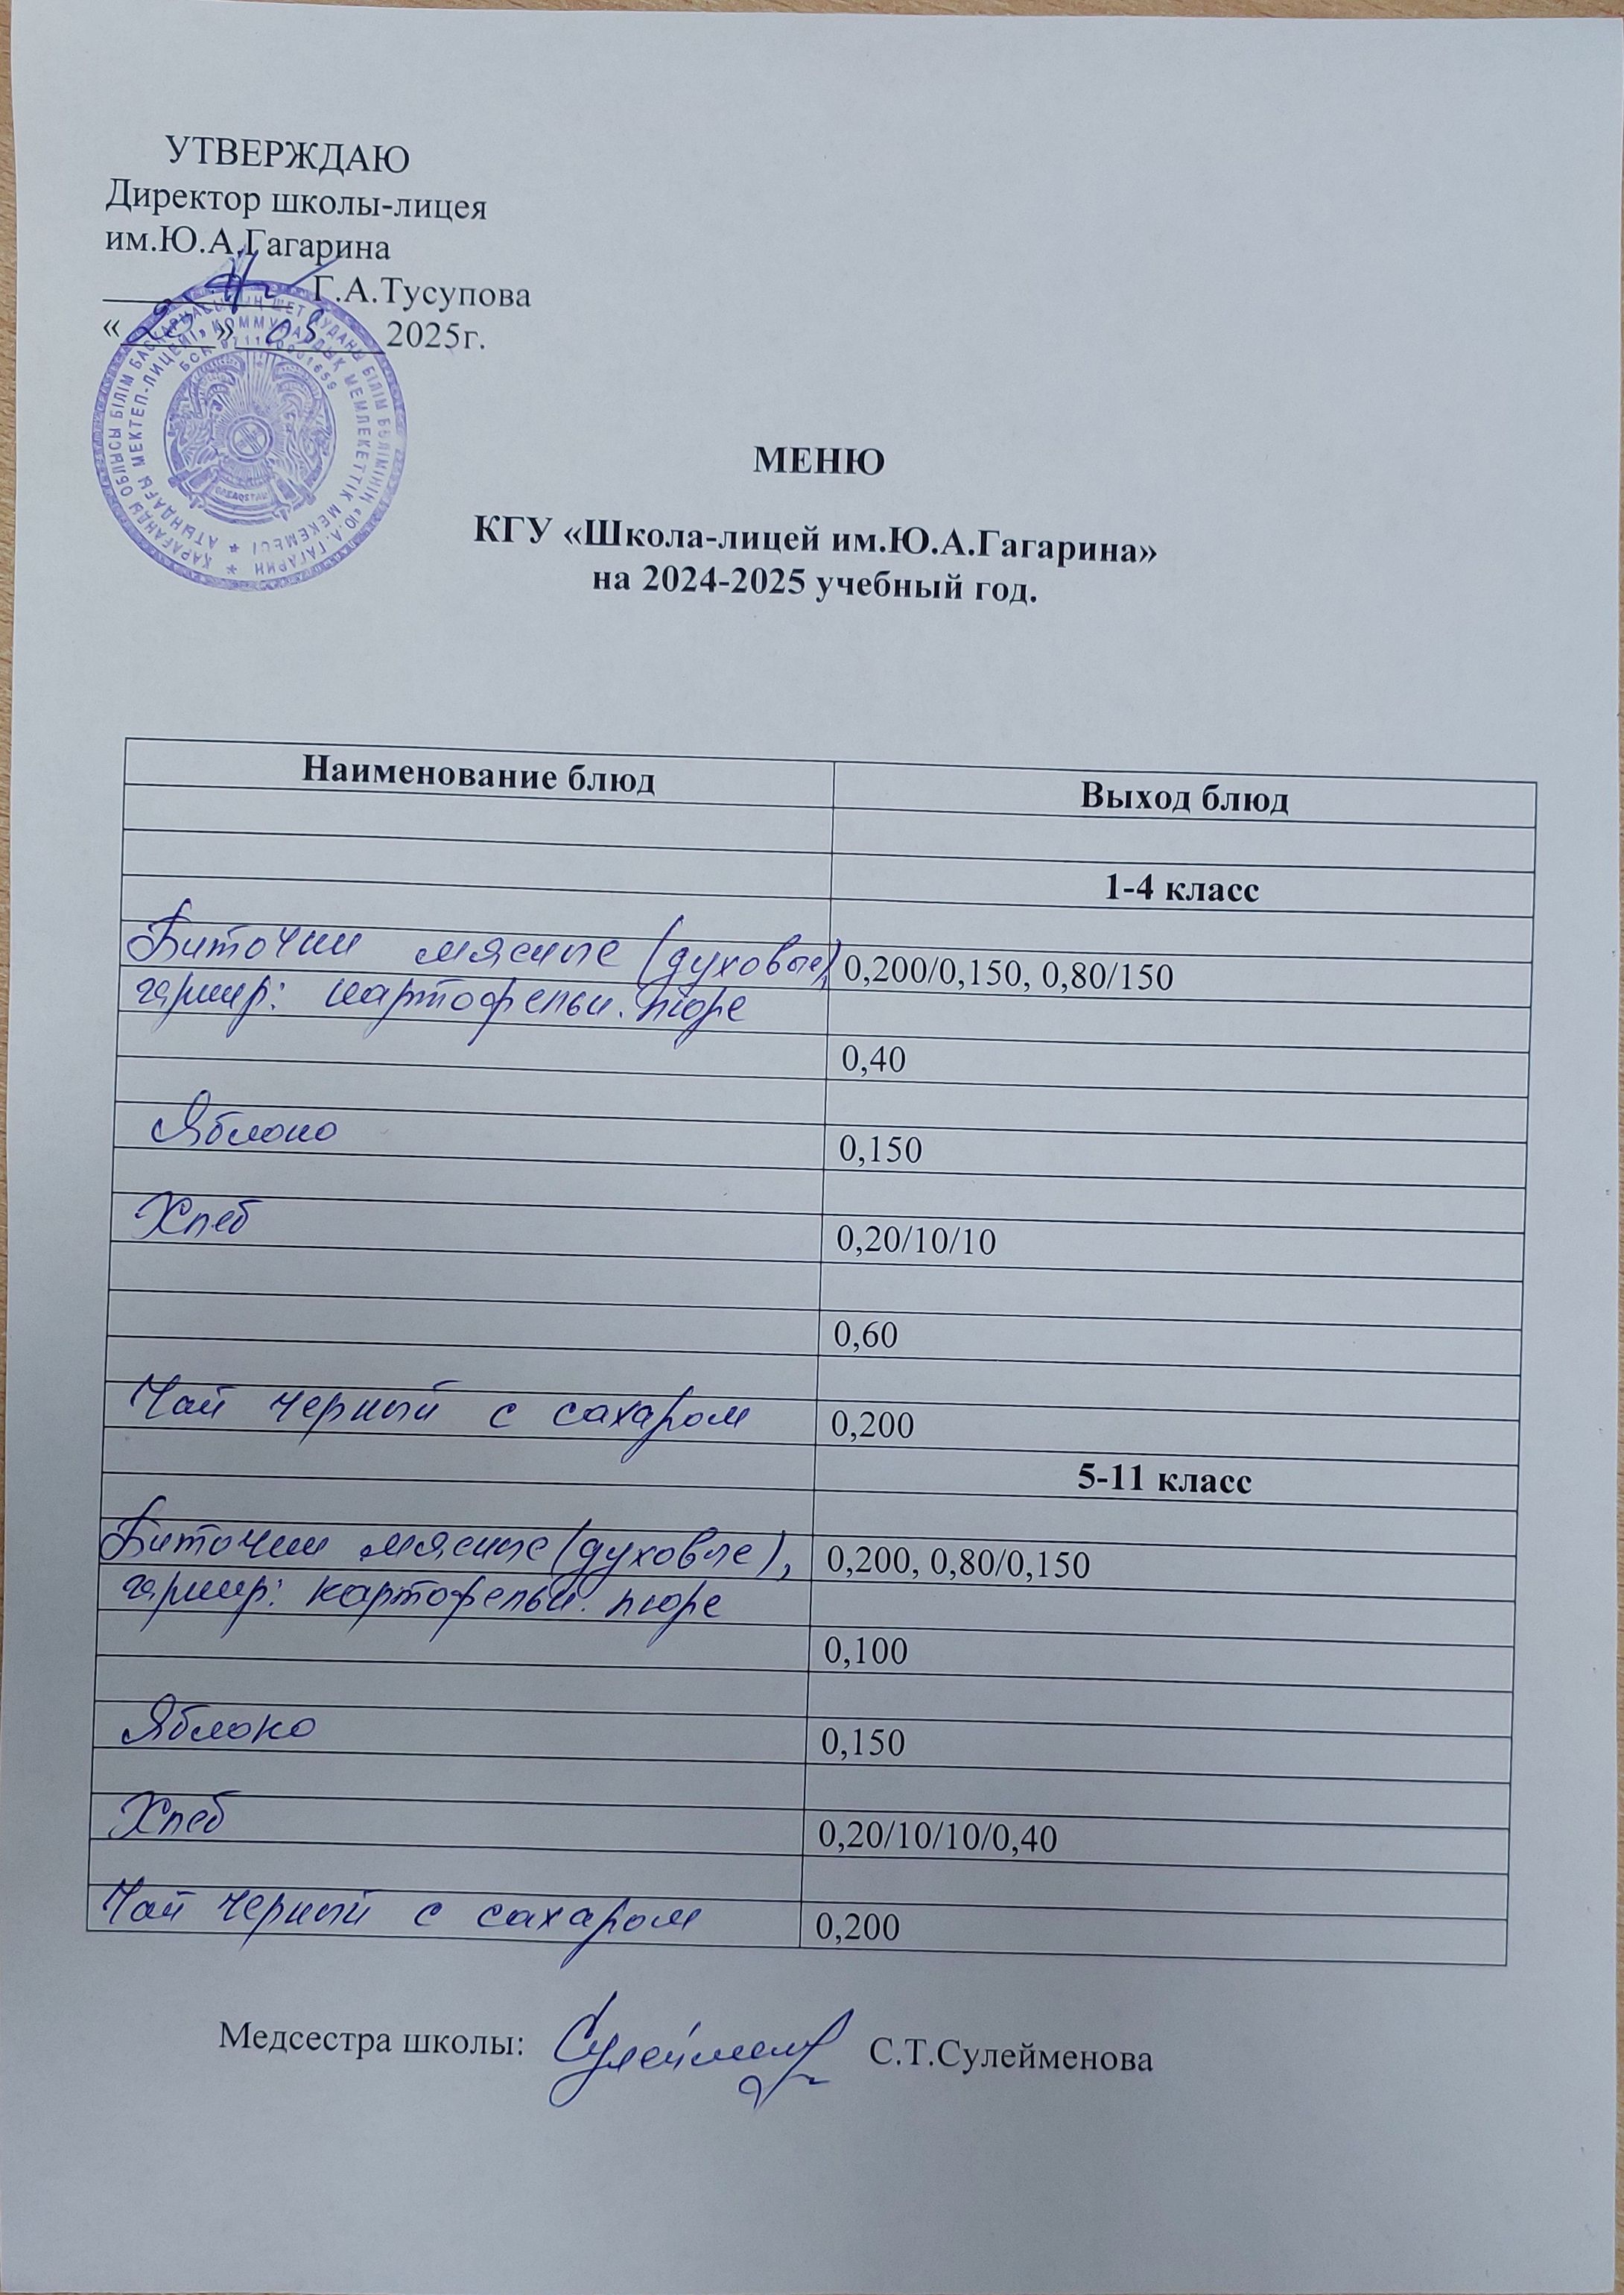 УТВЕРЖДАЮ
Директор школы-лицея
им.Ю.А.Гагарина
Г.А.Тусупова
« » 2025г.
МЕНЮ
КГУ «Школа-лицей им.Ю.А.Гагарина»
на 2024-2025 учебный год.
Наименование блюд Выход блюд
1-4 класс
Биточки мясные (духовые), 0,200/0,150, 0,80/150
гарнир: картофельн. пюре
0,40
Яблоко 0,150
Хлеб 0,20/10/10
0,60
Чай черный с сахаром 0,200
5-11 класс
Биточки мясные (духовые), 0,200, 0,80/0,150
гарнир: картофельн. пюре
0,100
Яблоко 0,150
Хлеб 0,20/10/10/0,40
Чай черный с сахаром 0,200
Медсестра школы: С.Т.Сулейменова